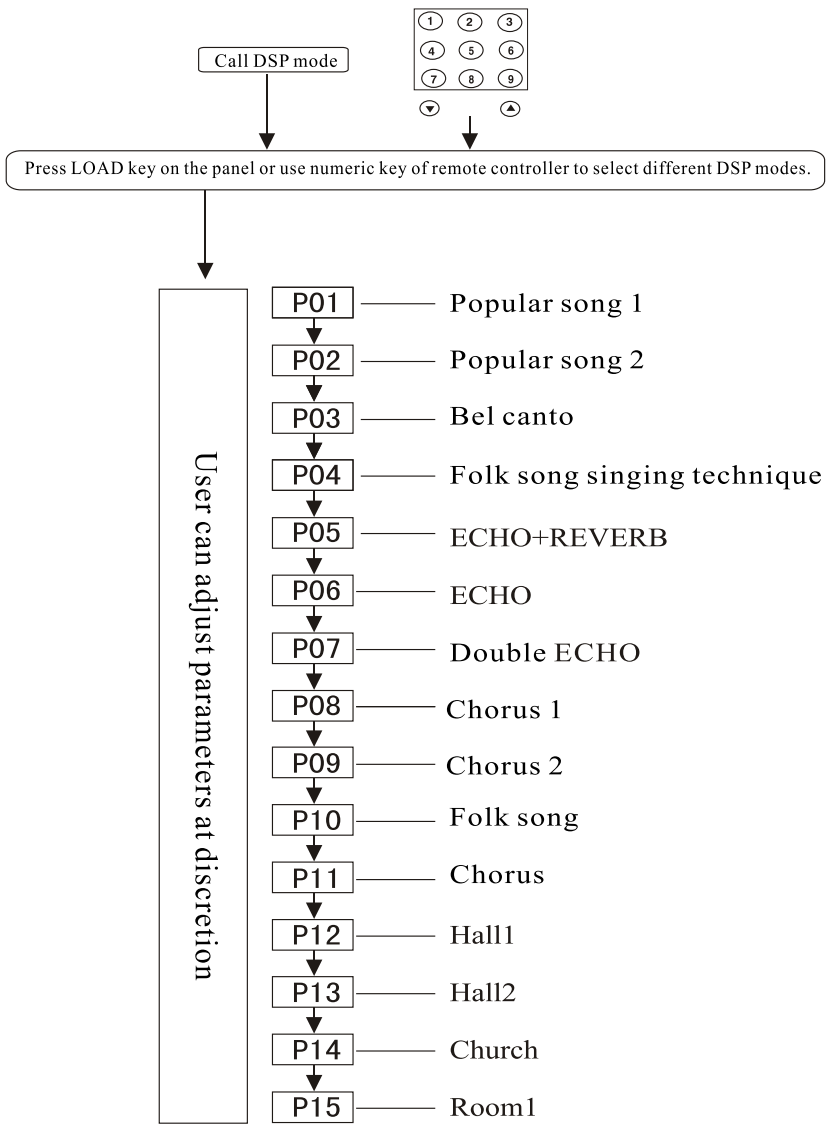 1 2 3
Call DSP mode
4 5 6
7 8 9
Press LOAD key on the panel or use numeric key of remote controller to select different DSP modes.
User can adjust parameters at discretion
P01 Popular song 1
P02 Popular song 2
P03 Bel canto
P04 Folk song singing technique
P05 ECHO+REVERB
P06 ECHO
P07 Double ECHO
P08 Chorus 1
P09 Chorus 2
P10 Folk song
P11 Chorus
P12 Hall1
P13 Hall2
P14 Church
P15 Room1